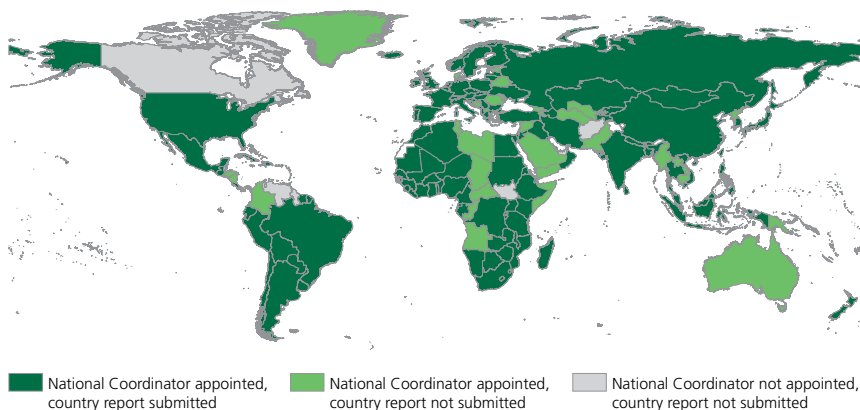 National Coordinator appointed,
country report submitted
National Coordinator appointed,
country report not submitted
National Coordinator not appointed,
country report not submitted